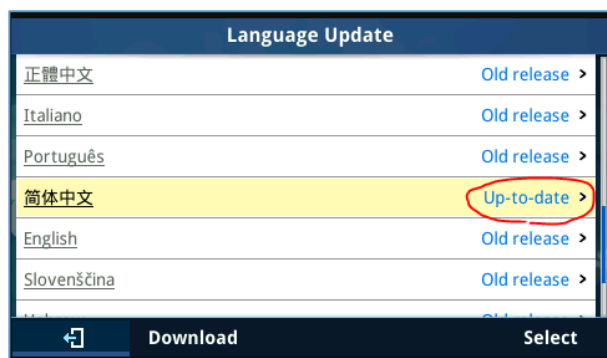 Language Update
正體中文 Old release >
Italiano Old release >
Português Old release >
简体中文 Up-to-date >
English Old release >
Slovenščina Old release >
Download Select